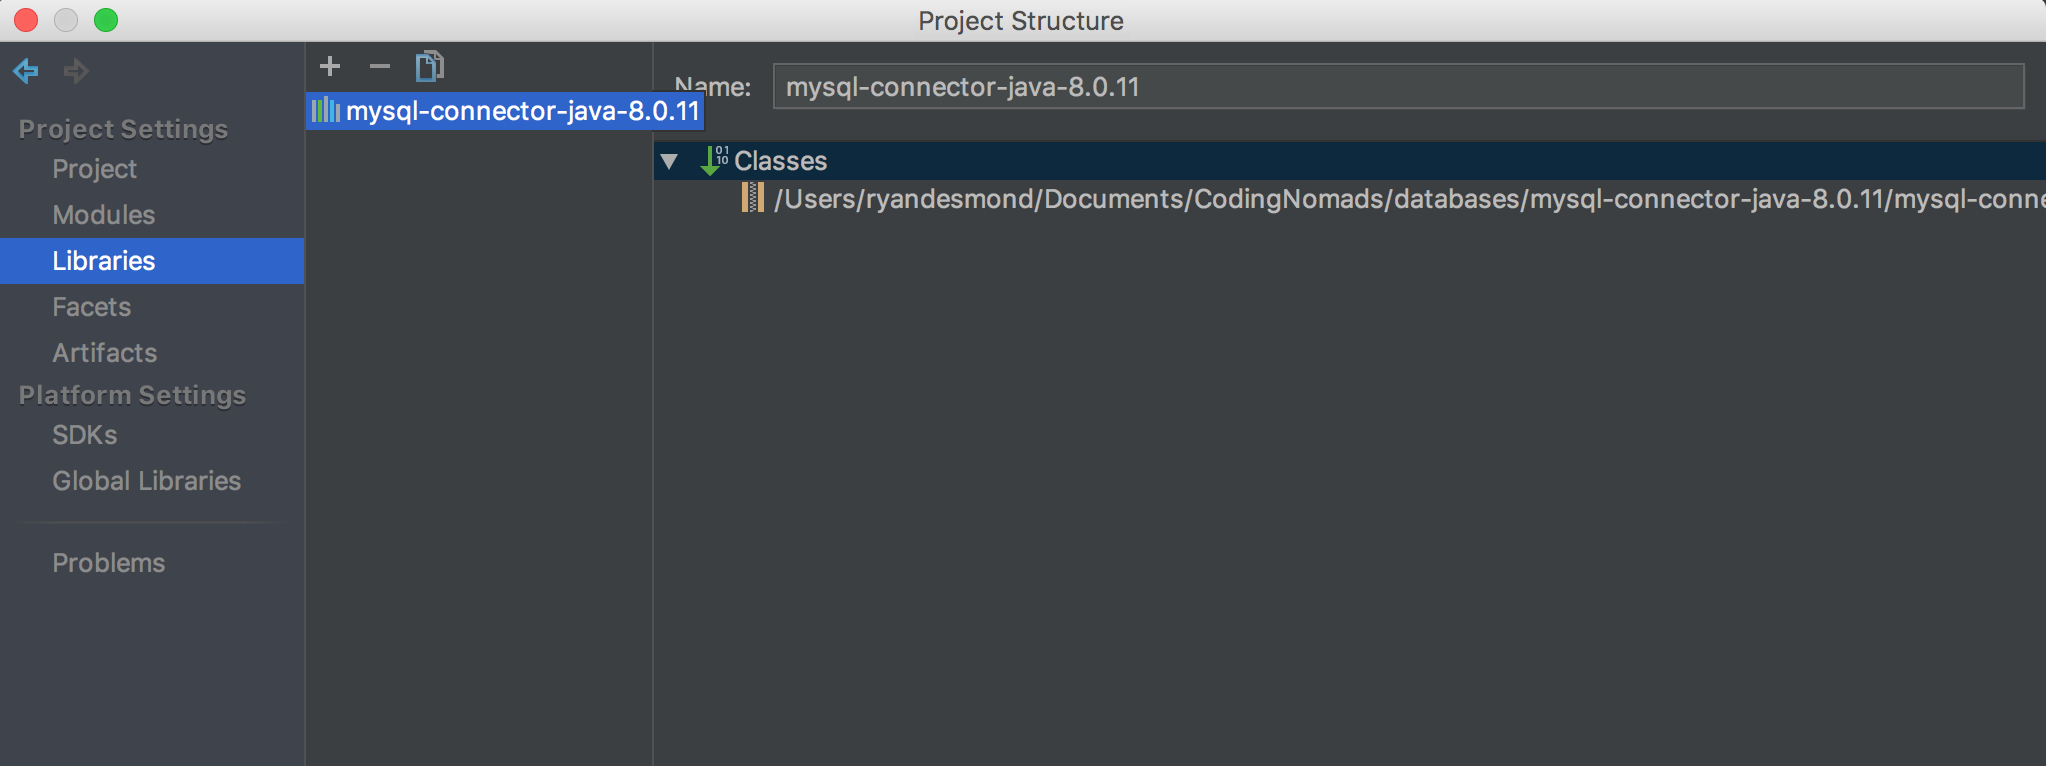 Project Structure
Project Settings
Project
Modules
Libraries
Facets
Artifacts
Platform Settings
SDKs
Global Libraries
Problems
mysql-connector-java-8.0.11
Name: mysql-connector-java-8.0.11
Classes
/Users/ryandesmond/Documents/CodingNomads/databases/mysql-connector-java-8.0.11/mysql-conne